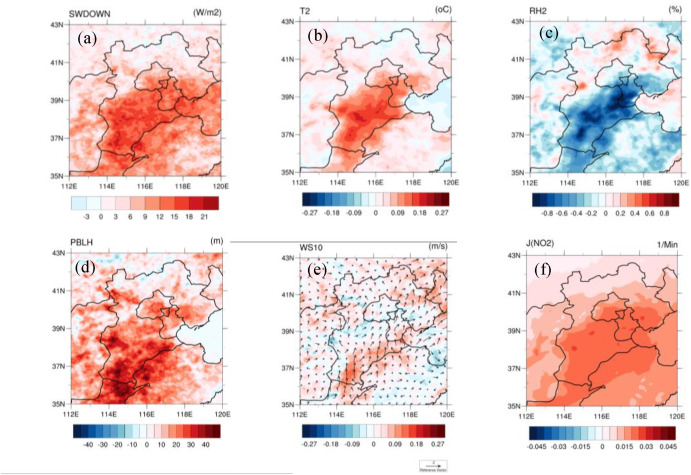 SWDOWN (W/m2)
(a)
43N
41N
39N
37N
35N
112E 114E 116E 118E 120E
-3 0 3 6 9 12 15 18 21
T2 (oC)
(b)
43N
41N
39N
37N
35N
112E 114E 116E 118E 120E
-0.27 -0.09 0 0.09 0.17 0.27
RH2 (%)
(c)
43N
41N
39N
37N
35N
112E 114E 116E 118E 120E
-0.8 -0.6 -0.4 -0.2 0 0.2 0.4 0.6 0.8
PBLH (m)
(d)
43N
41N
39N
37N
35N
112E 114E 116E 118E 120E
-40 -30 -20 -10 0 10 20 30 40
WS10 (m/s)
(e)
43N
41N
39N
37N
35N
112E 114E 116E 118E 120E
-0.27 -0.17 -0.09 0 0.09 0.17 0.27
Reference Vector
J(NO2) 1/Min
(f)
43N
41N
39N
37N
35N
112E 114E 116E 118E 120E
-0.045 -0.03 -0.015 0 0.015 0.03 0.045